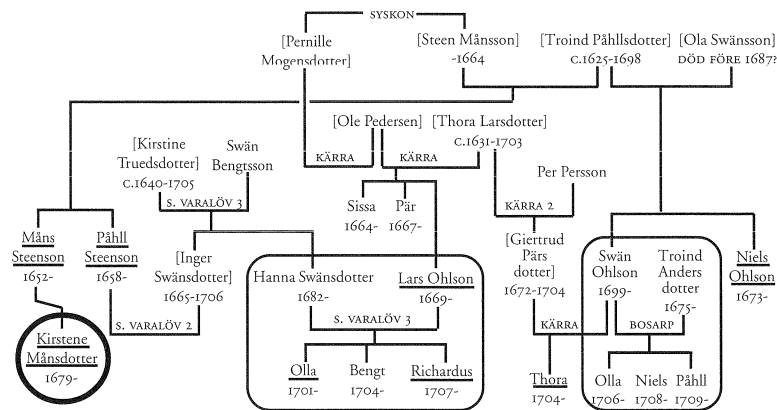 SYSKON
[Pernille
Mogensdotter]
[Steen Månsson]
-1664
[Troind Påhllsdotter]
C.1625-1698
[Ola Swänsson]
DÖD FÖRE 1687?
[Kirstine
Truedsdotter]
C.1640-1705
Swän
Bengtsson
[Ole Pedersen]
[Thora Larsdotter]
C.1631-1703
KÄRRA
KÄRRA
Per Persson
S. VARALÖV 3
Sissa
1664-
Pär
1667-
KÄRRA 2
Måns
Steenson
1652-
Påhll
Steenson
1658-
[Inger
Swänsdotter]
1665-1706
Hanna Swänsdotter
1682-
Lars Ohlson
1669-
[Giertrud
Pärs
dotter]
1672-1704
Swän
Ohlson
1699-
Troind
Anders
dotter
1675-
Niels
Ohlson
1673-
S. VARALÖV 2
S. VARALÖV 3
KÄRRA
BOSARP
Kirstene
Månsdotter
1679-
Olla
1701-
Bengt
1704-
Richardus
1707-
Thora
1704-
Olla
1706-
Niels
1708-
Påhll
1709-